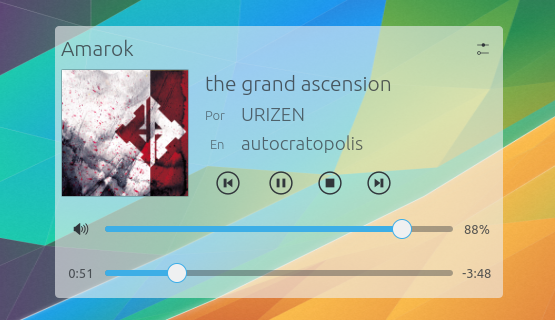 Amarok
the grand ascension
Por URIZEN
En autocratopolis
88%
0:51 -3:48